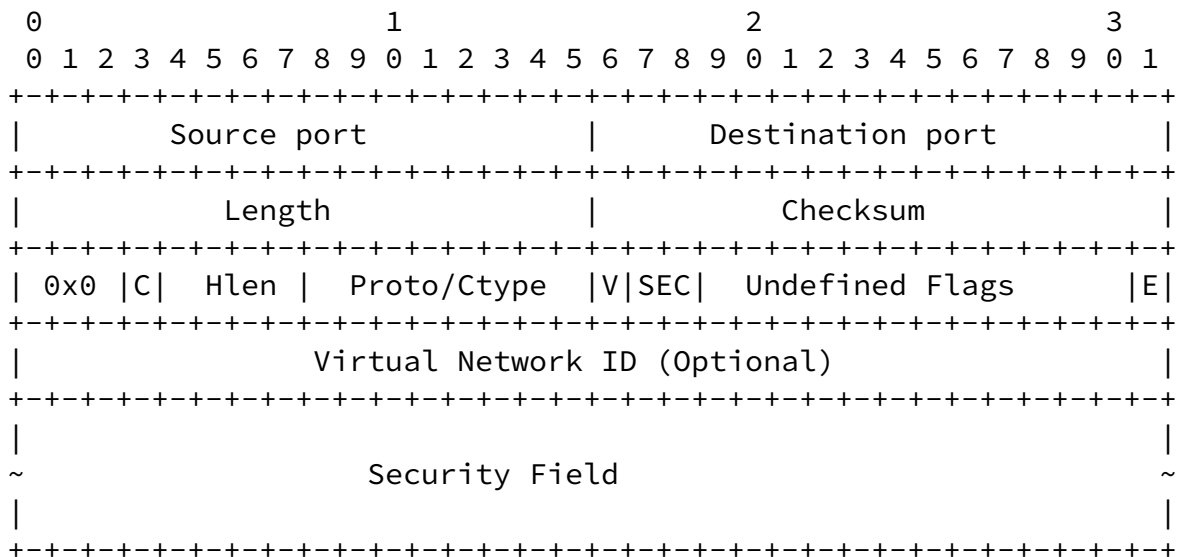 0                   1                   2                   3
 0 1 2 3 4 5 6 7 8 9 0 1 2 3 4 5 6 7 8 9 0 1 2 3 4 5 6 7 8 9 0 1
+-+-+-+-+-+-+-+-+-+-+-+-+-+-+-+-+-+-+-+-+-+-+-+-+-+-+-+-+-+-+-+-+
|        Source port            |      Destination port         |
+-+-+-+-+-+-+-+-+-+-+-+-+-+-+-+-+-+-+-+-+-+-+-+-+-+-+-+-+-+-+-+-+
|           Length              |          Checksum             |
+-+-+-+-+-+-+-+-+-+-+-+-+-+-+-+-+-+-+-+-+-+-+-+-+-+-+-+-+-+-+-+-+
| 0x0 |C|  Hlen |  Proto/Ctype  |V|SEC|  Undefined Flags      |E|
+-+-+-+-+-+-+-+-+-+-+-+-+-+-+-+-+-+-+-+-+-+-+-+-+-+-+-+-+-+-+-+-+
|                Virtual Network ID (Optional)                  |
+-+-+-+-+-+-+-+-+-+-+-+-+-+-+-+-+-+-+-+-+-+-+-+-+-+-+-+-+-+-+-+-+
|                                                               |
~                   Security Field                              ~
|                                                               |
+-+-+-+-+-+-+-+-+-+-+-+-+-+-+-+-+-+-+-+-+-+-+-+-+-+-+-+-+-+-+-+-+